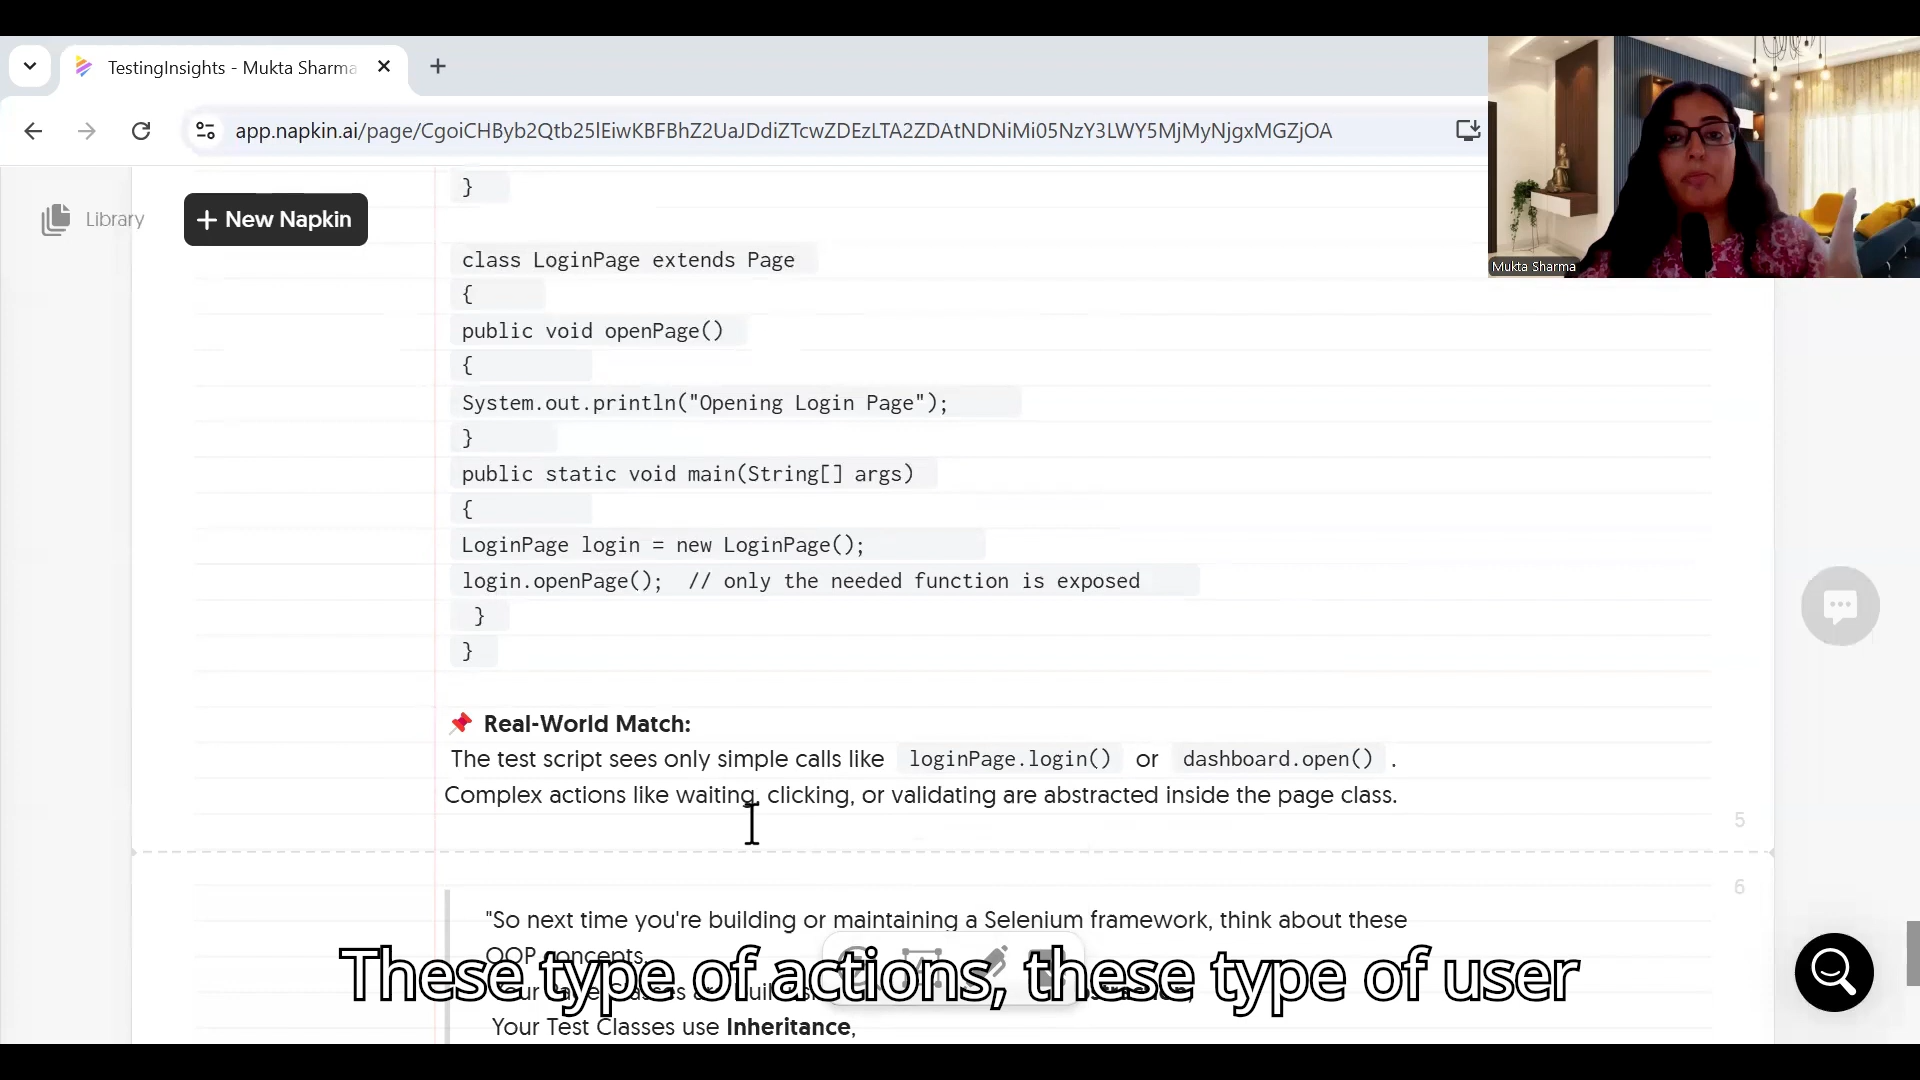 TestingInsights - Mukta Sharma
app.napkin.ai/page/CgoiCHByb2Qtb25lEiwKBFBhZ2UaJDdiZTcwZDEzLTA2ZDAtNDNiMi05NzY3LWY5MjMyNjgxMGZjOA
Mukta Sharma
Library
+ New Napkin
}
class LoginPage extends Page
{
public void openPage()
{
System.out.println("Opening Login Page");
}
public static void main(String[] args)
{
LoginPage login = new LoginPage();
login.openPage();  // only the needed function is exposed
}
}
Real-World Match:
The test script sees only simple calls like loginPage.login() or dashboard.open() .
Complex actions like waiting, clicking, or validating are abstracted inside the page class.
5
6
"So next time you're building or maintaining a Selenium framework, think about these
OOP concepts.
These type of actions, these type of user
Your Test Classes use Inheritance,